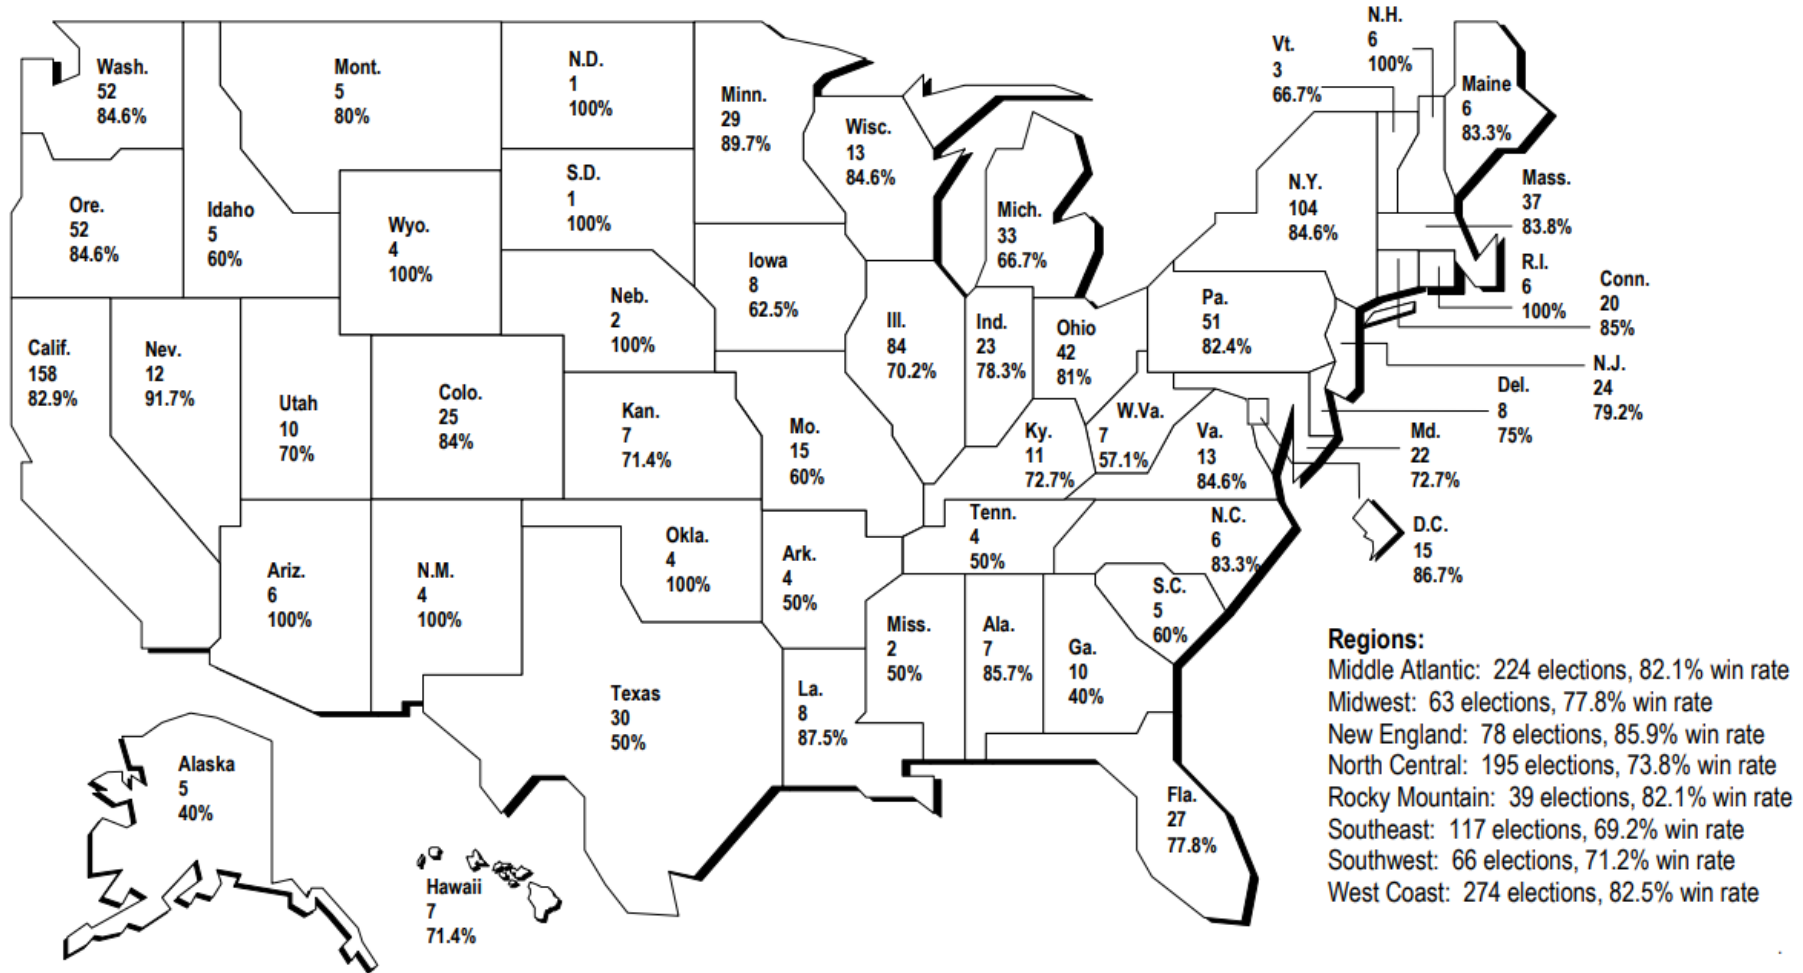 Wash.
52
84.6%
Ore.
52
84.6%
Calif.
158
82.9%
Nev.
12
91.7%
Idaho
5
60%
Mont.
5
80%
Wyo.
4
100%
Utah
10
70%
Colo.
25
84%
Ariz.
6
100%
N.M.
4
100%
N.D.
1
100%
S.D.
1
100%
Neb.
2
100%
Kan.
7
71.4%
Okla.
4
100%
Texas
30
50%
Minn.
29
89.7%
Iowa
8
62.5%
Mo.
15
60%
Ark.
4
50%
La.
8
87.5%
Wisc.
13
84.6%
Ill.
84
70.2%
Mich.
33
66.7%
Ind.
23
78.3%
Ohio
42
81%
Ky.
11
72.7%
Tenn.
4
50%
Miss.
2
50%
Ala.
7
85.7%
Ga.
10
40%
Fla.
27
77.8%
S.C.
5
60%
N.C.
6
83.3%
Va.
13
84.6%
W.Va.
7
57.1%
Pa.
51
82.4%
N.Y.
104
84.6%
Vt.
3
66.7%
N.H.
6
100%
Maine
6
83.3%
Mass.
37
83.8%
R.I.
6
100%
Conn.
20
85%
N.J.
24
79.2%
Del.
8
75%
Md.
22
72.7%
D.C.
15
86.7%
Alaska
5
40%
Hawaii
7
71.4%
Regions:
Middle Atlantic: 224 elections, 82.1% win rate
Midwest: 63 elections, 77.8% win rate
New England: 78 elections, 85.9% win rate
North Central: 195 elections, 73.8% win rate
Rocky Mountain: 39 elections, 82.1% win rate
Southeast: 117 elections, 69.2% win rate
Southwest: 66 elections, 71.2% win rate
West Coast: 274 elections, 82.5% win rate